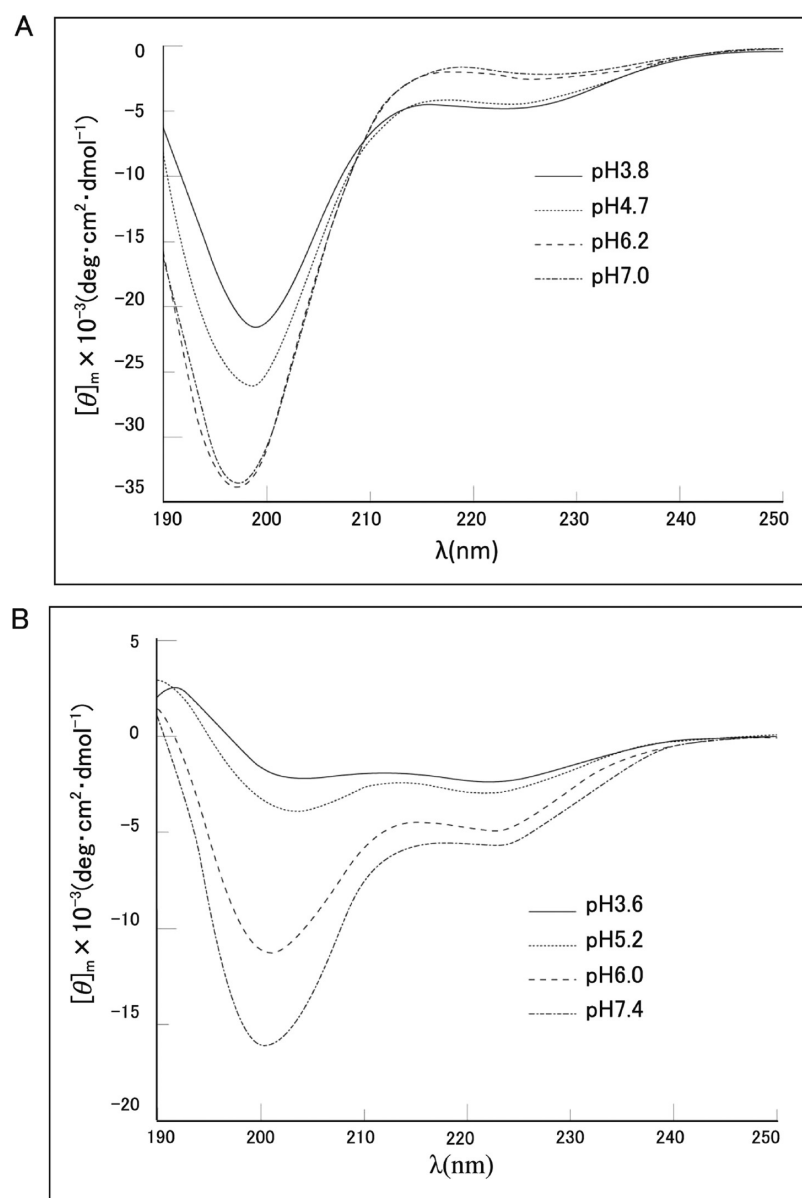 A
0
-5
-10
-15
-20
-25
-30
-35
[θ]m × 10⁻³(deg·cm²·dmol⁻¹)
pH3.8
pH4.7
pH6.2
pH7.0
190 200 210 220 230 240 250
λ(nm)
B
5
0
-5
-10
-15
-20
[θ]m × 10⁻³(deg·cm²·dmol⁻¹)
pH3.6
pH5.2
pH6.0
pH7.4
190 200 210 220 230 240 250
λ(nm)